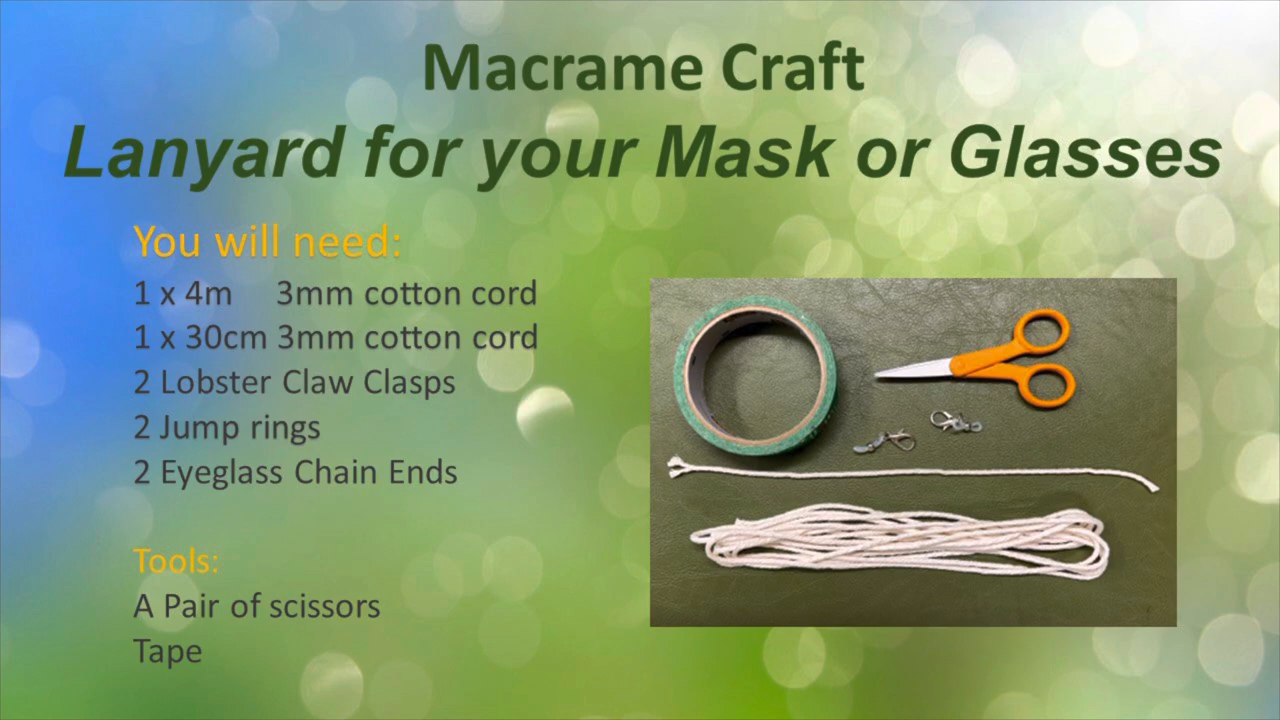 Macrame Craft
Lanyard for your Mask or Glasses
You will need:
1 x 4m 3mm cotton cord
1 x 30cm 3mm cotton cord
2 Lobster Claw Clasps
2 Jump rings
2 Eyeglass Chain Ends
Tools:
A Pair of scissors
Tape